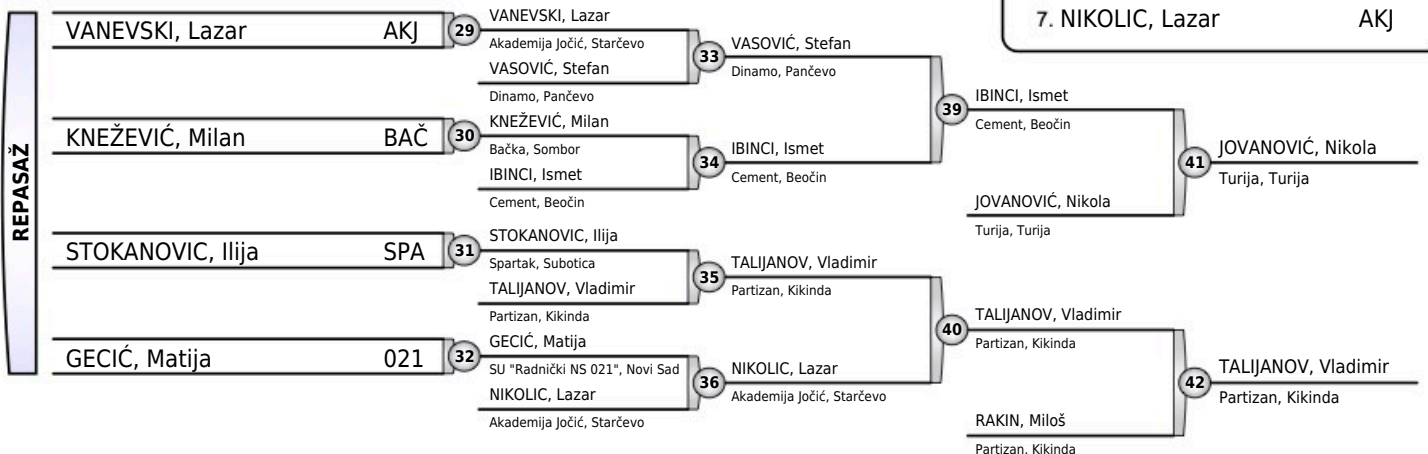 7. NIKOLIC, Lazar AKJ
REPASAŽ
VANEVSKI, Lazar AKJ
KNEŽEVIĆ, Milan BAČ
STOKANOVIC, Ilija SPA
GECIĆ, Matija 021
29
30
31
32
VANEVSKI, Lazar
Akademija Jočić, Starčevo
VASOVIĆ, Stefan
Dinamo, Pančevo
KNEŽEVIĆ, Milan
Bačka, Sombor
IBINCI, Ismet
Cement, Beočin
STOKANOVIC, Ilija
Spartak, Subotica
TALIJANOV, Vladimir
Partizan, Kikinda
GECIĆ, Matija
SU "Radnički NS 021", Novi Sad
NIKOLIC, Lazar
Akademija Jočić, Starčevo
33
34
35
36
VASOVIĆ, Stefan
Dinamo, Pančevo
IBINCI, Ismet
Cement, Beočin
TALIJANOV, Vladimir
Partizan, Kikinda
NIKOLIC, Lazar
Akademija Jočić, Starčevo
39
40
IBINCI, Ismet
Cement, Beočin
JOVANOVIĆ, Nikola
Turija, Turija
TALIJANOV, Vladimir
Partizan, Kikinda
RAKIN, Miloš
Partizan, Kikinda
41
42
JOVANOVIĆ, Nikola
Turija, Turija
TALIJANOV, Vladimir
Partizan, Kikinda